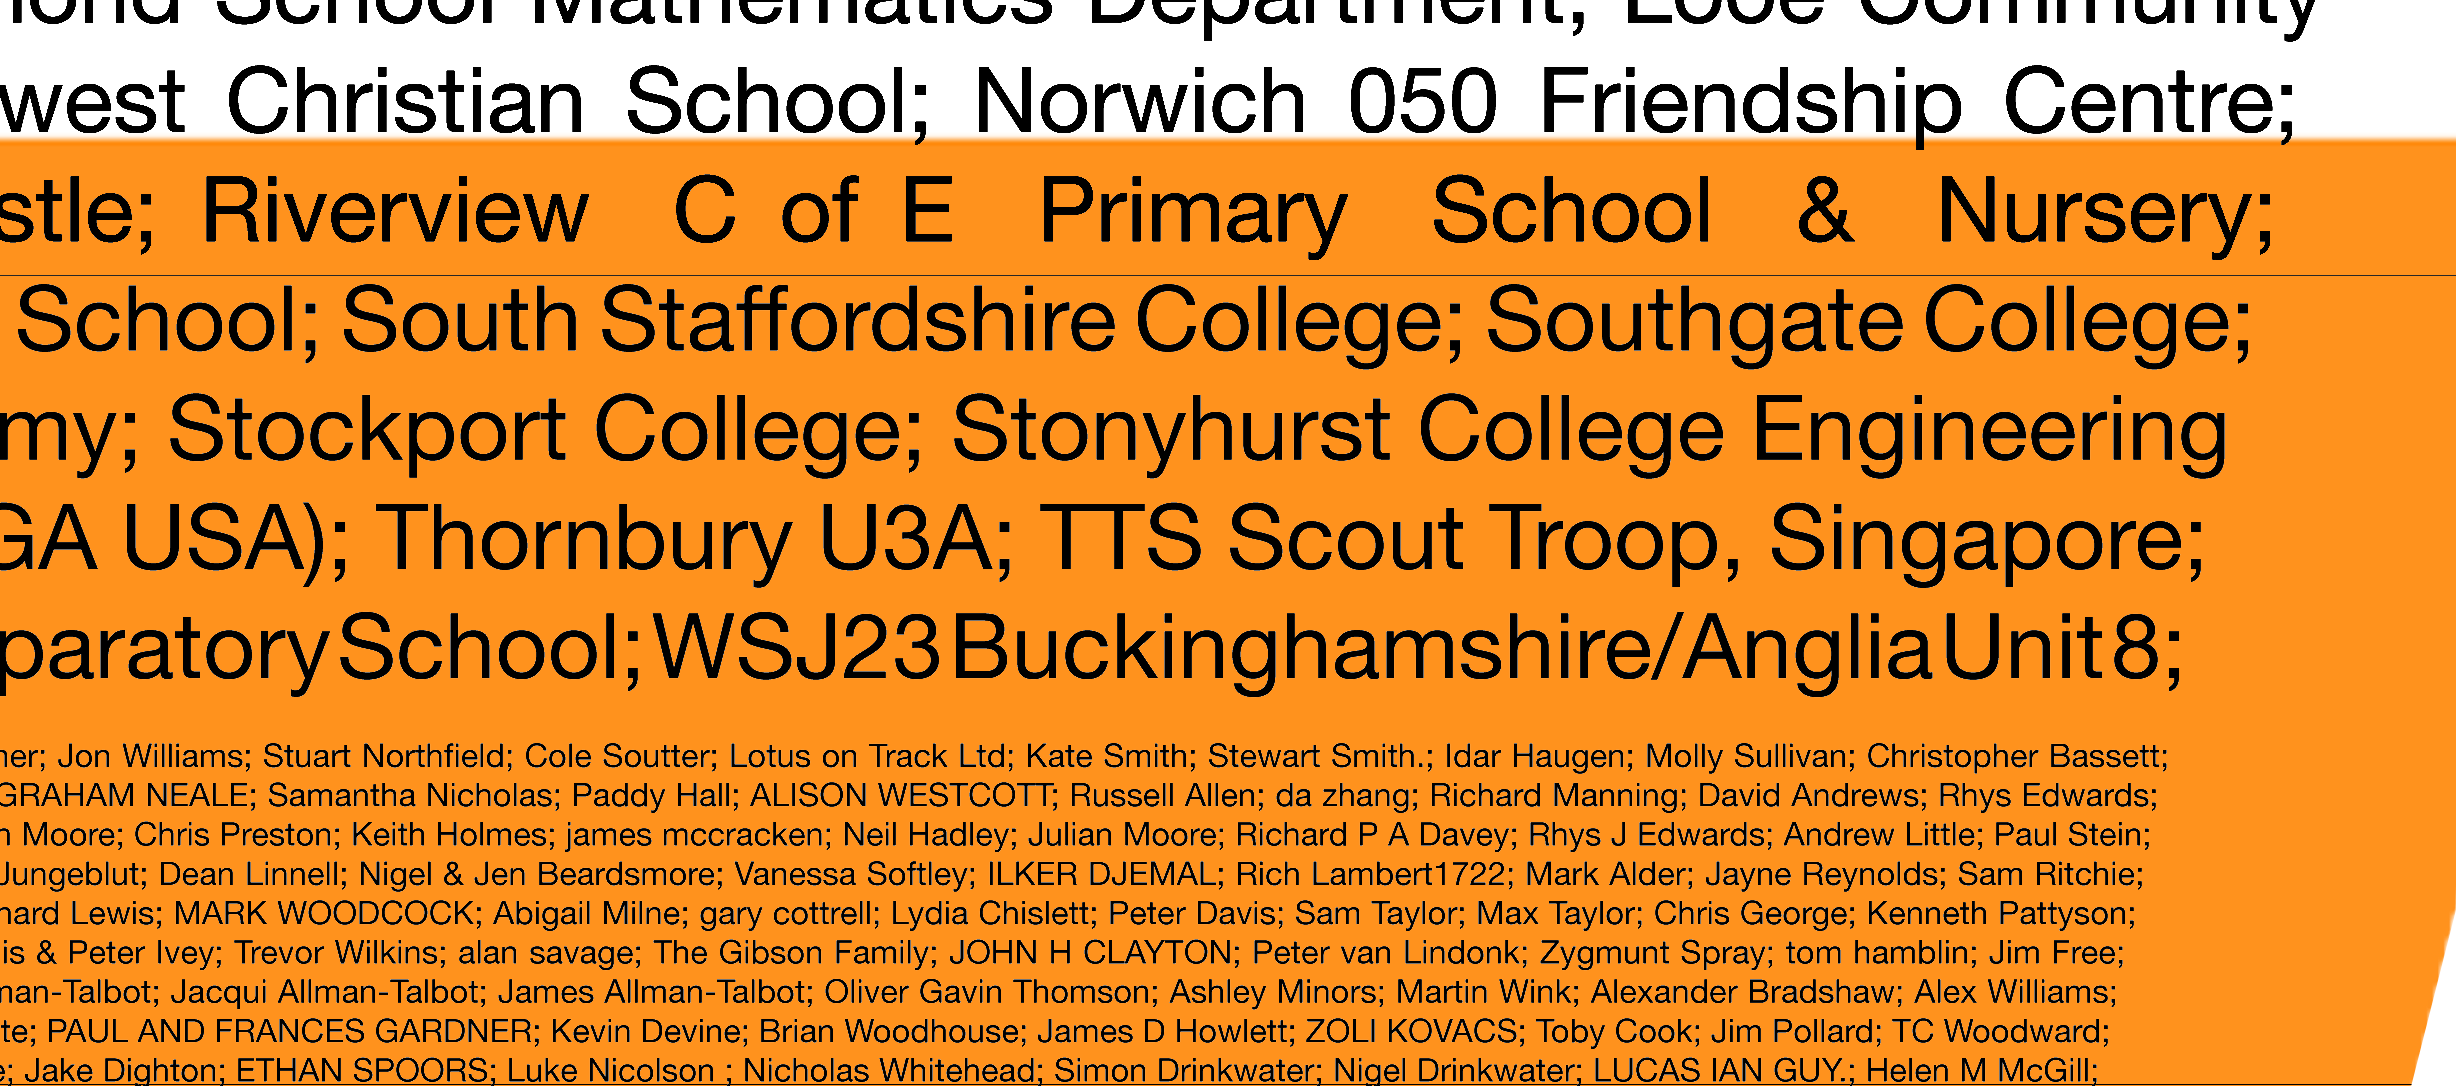 School Mathematics Department; Looe Community
west Christian School; Norwich 050 Friendship Centre;
stle; Riverview C of E Primary School & Nursery;
School; South Staffordshire College; Southgate College;
my; Stockport College; Stonyhurst College Engineering
GA USA); Thornbury U3A; TTS Scout Troop, Singapore;
paratory School; WSJ23 Buckinghamshire/Anglia Unit 8;
ner; Jon Williams; Stuart Northfield; Cole Soutter; Lotus on Track Ltd; Kate Smith; Stewart Smith.; Idar Haugen; Molly Sullivan; Christopher Bassett;
GRAHAM NEALE; Samantha Nicholas; Paddy Hall; ALISON WESTCOTT; Russell Allen; da zhang; Richard Manning; David Andrews; Rhys Edwards;
Moore; Chris Preston; Keith Holmes; james mccracken; Neil Hadley; Julian Moore; Richard P A Davey; Rhys J Edwards; Andrew Little; Paul Stein;
Jungeblut; Dean Linnell; Nigel & Jen Beardsmore; Vanessa Softley; ILKER DJEMAL; Rich Lambert1722; Mark Alder; Jayne Reynolds; Sam Ritchie;
hard Lewis; MARK WOODCOCK; Abigail Milne; gary cottrell; Lydia Chislett; Peter Davis; Sam Taylor; Max Taylor; Chris George; Kenneth Pattyson;
is & Peter Ivey; Trevor Wilkins; alan savage; The Gibson Family; JOHN H CLAYTON; Peter van Lindonk; Zygmunt Spray; tom hamblin; Jim Free;
man-Talbot; Jacqui Allman-Talbot; James Allman-Talbot; Oliver Gavin Thomson; Ashley Minors; Martin Wink; Alexander Bradshaw; Alex Williams;
te; PAUL AND FRANCES GARDNER; Kevin Devine; Brian Woodhouse; James D Howlett; ZOLI KOVACS; Toby Cook; Jim Pollard; TC Woodward;
e; Jake Dighton; ETHAN SPOORS; Luke Nicolson ; Nicholas Whitehead; Simon Drinkwater; Nigel Drinkwater; LUCAS IAN GUY.; Helen M McGill;